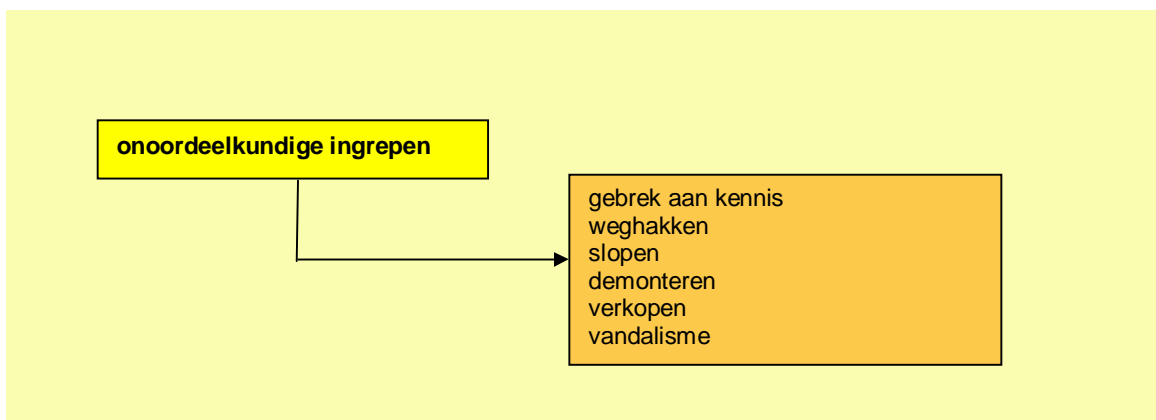 onoordeelkundige ingrepen
gebrek aan kennis
weghakken
slopen
demonteren
verkopen
vandalisme